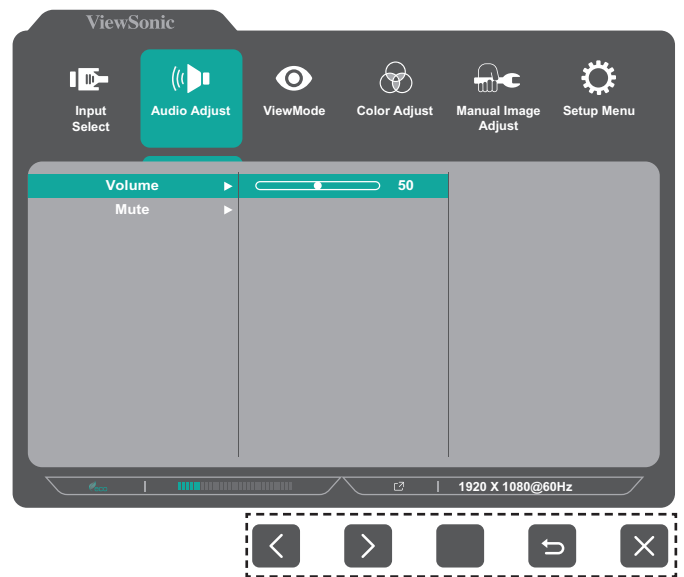 ViewSonic
Input
Select
Audio Adjust
ViewMode
Color Adjust
Manual Image
Adjust
Setup Menu
Volume
50
Mute
eco
1920 X 1080@60Hz